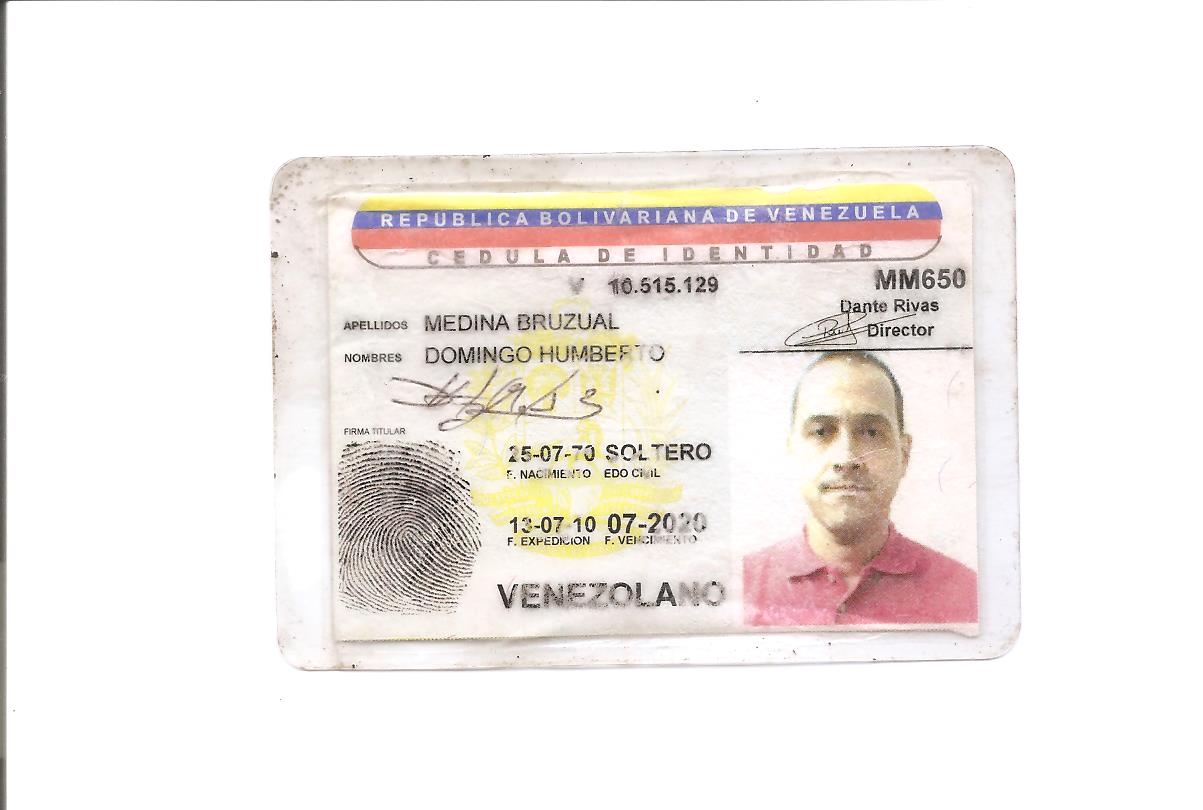 REPUBLICA BOLIVARIANA DE VENEZUELA
CEDULA DE IDENTIDAD
V 10.515.129 MM650
Dante Rivas
Director
APELLIDOS MEDINA BRUZUAL
NOMBRES DOMINGO HUMBERTO
FIRMA TITULAR
25-07-70 SOLTERO
F. NACIMIENTO EDO CIVIL
13-07-10 07-2020
F. EXPEDICION F. VENCIMIENTO
VENEZOLANO